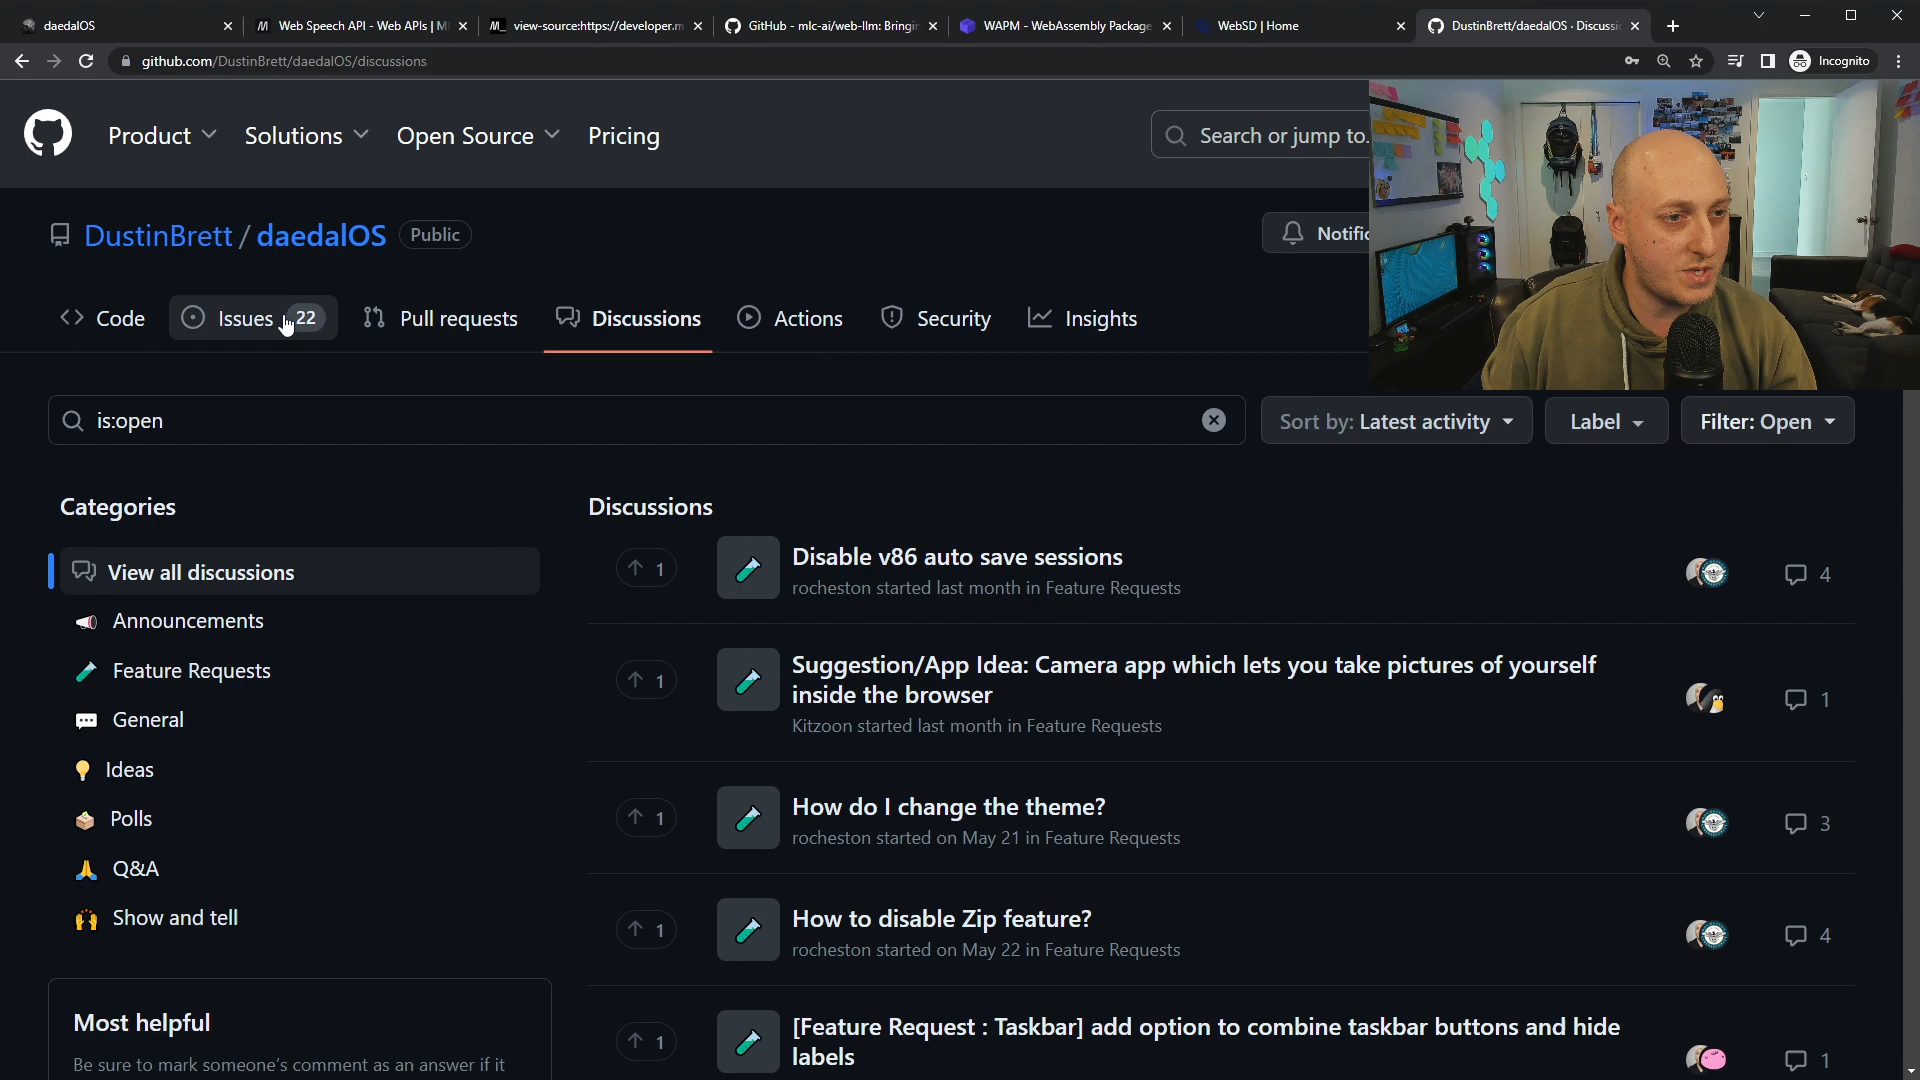 daedalOS
Web Speech API - Web APIs | M
view-source:https://developer.m
GitHub - mlc-ai/web-llm: Bringin
WAPM - WebAssembly Package
WebSD | Home
DustinBrett/daedalOS · Discussi
github.com/DustinBrett/daedalOS/discussions
Incognito
Product
Solutions
Open Source
Pricing
Search or jump to.
DustinBrett / daedalOS
Public
Notific
Code
Issues 22
Pull requests
Discussions
Actions
Security
Insights
is:open
Sort by: Latest activity
Label
Filter: Open
Categories
View all discussions
Announcements
Feature Requests
General
Ideas
Polls
Q&A
Show and tell
Most helpful
Be sure to mark someone's comment as an answer if it
Discussions
1
Disable v86 auto save sessions
rocheston started last month in Feature Requests
4
1
Suggestion/App Idea: Camera app which lets you take pictures of yourself
inside the browser
Kitzoon started last month in Feature Requests
1
1
How do I change the theme?
rocheston started on May 21 in Feature Requests
3
1
How to disable Zip feature?
rocheston started on May 22 in Feature Requests
4
1
[Feature Request : Taskbar] add option to combine taskbar buttons and hide
labels
1